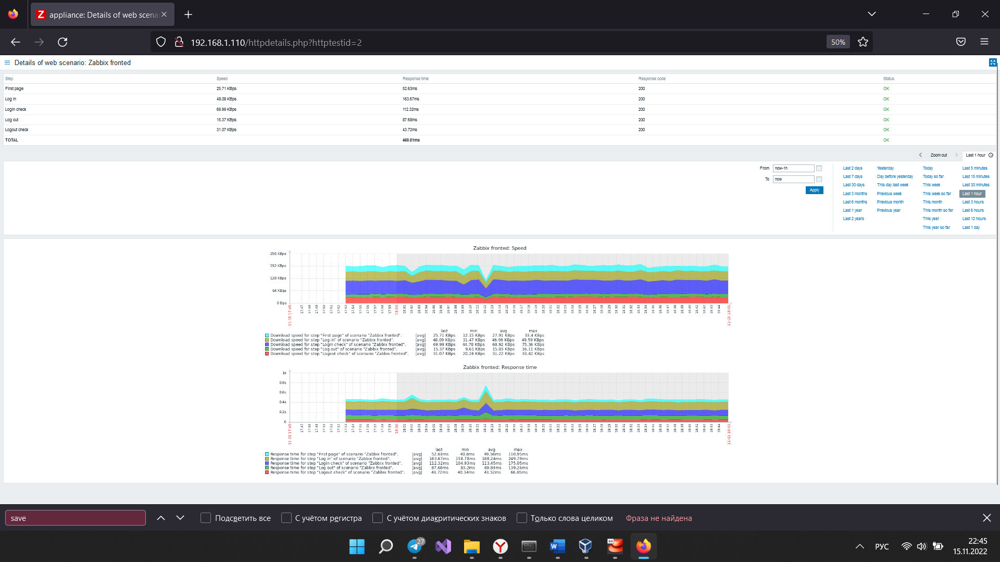 appliance: Details of web scena
192.168.1.110/httpdetails.php?httptestid=2
50%
Details of web scenario: Zabbix fronted
Step Speed Response time Response code Status
First page 25.71 KBps 52.63ms 200 OK
Log in 48.09 KBps 163.67ms 200 OK
Login check 69.99 KBps 112.32ms 200 OK
Log out 15.37 KBps 87.68ms 200 OK
Logout check 31.07 KBps 43.72ms 200 OK
TOTAL 460.01ms OK
Zoom out Last 1 hour
From now-1h
To now
Apply
Last 2 days Yesterday Today Last 5 minutes
Last 7 days Day before yesterday Today so far Last 15 minutes
Last 30 days This day last week This week Last 30 minutes
Last 3 months Previous week This week so far Last 1 hour
Last 6 months Previous month This month Last 3 hours
Last 1 year Previous year This month so far Last 6 hours
Last 2 years This year Last 12 hours
This year so far Last 1 day
Zabbix fronted: Speed
256 KBps
192 KBps
128 KBps
64 KBps
0 Bps
11-15 17:45 17:47 17:48 17:49 17:50 17:51 17:52 17:53 17:54 17:55 17:56 17:57 17:58 17:59 18:00 18:01 18:02 18:03 18:04 18:05 18:06 18:07 18:08 18:09 18:10 18:11 18:12 18:13 18:14 18:15 18:16 18:17 18:18 18:19 18:20 18:21 18:22 18:23 18:24 18:25 18:26 18:27 18:28 18:29 18:30 18:31 18:32 18:33 18:34 18:35 18:36 18:37 18:38 18:39 18:40 18:41 18:42 18:43 18:44 11-15 18:45
last min avg max
Download speed for step "First page" of scenario "Zabbix fronted". [avg] 25.71 KBps 12.15 KBps 27.91 KBps 33.4 KBps
Download speed for step "Log in" of scenario "Zabbix fronted". [avg] 48.09 KBps 31.47 KBps 46.96 KBps 49.59 KBps
Download speed for step "Login check" of scenario "Zabbix fronted". [avg] 69.99 KBps 44.78 KBps 69.92 KBps 75.36 KBps
Download speed for step "Log out" of scenario "Zabbix fronted". [avg] 15.37 KBps 9.61 KBps 15.03 KBps 16.11 KBps
Download speed for step "Logout check" of scenario "Zabbix fronted". [avg] 31.07 KBps 20.24 KBps 31.22 KBps 33.42 KBps
Zabbix fronted: Response time
1s
0.8s
0.6s
0.4s
0.2s
0
11-15 17:45 17:47 17:48 17:49 17:50 17:51 17:52 17:53 17:54 17:55 17:56 17:57 17:58 17:59 18:00 18:01 18:02 18:03 18:04 18:05 18:06 18:07 18:08 18:09 18:10 18:11 18:12 18:13 18:14 18:15 18:16 18:17 18:18 18:19 18:20 18:21 18:22 18:23 18:24 18:25 18:26 18:27 18:28 18:29 18:30 18:31 18:32 18:33 18:34 18:35 18:36 18:37 18:38 18:39 18:40 18:41 18:42 18:43 18:44 11-15 18:45
last min avg max
Response time for step "First page" of scenario "Zabbix fronted". [avg] 52.63ms 40.6ms 49.56ms 110.95ms
Response time for step "Log in" of scenario "Zabbix fronted". [avg] 163.67ms 158.78ms 168.24ms 249.79ms
Response time for step "Login check" of scenario "Zabbix fronted". [avg] 112.32ms 104.93ms 113.45ms 175.05ms
Response time for step "Log out" of scenario "Zabbix fronted". [avg] 87.68ms 83.2ms 89.84ms 139.26ms
Response time for step "Logout check" of scenario "Zabbix fronted". [avg] 43.72ms 40.14ms 43.52ms 66.65ms
save Подсветить все С учётом регистра С учётом диакритических знаков Только слова целиком Фраза не найдена
27
64
РУС
22:45
15.11.2022